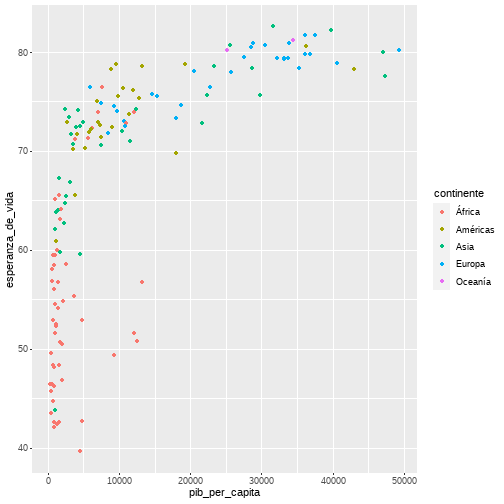 80
70
60
50
40
esperanza_de_vida
0
10000
20000
30000
40000
50000
pib_per_capita
continente
África
Américas
Asia
Europa
Oceanía